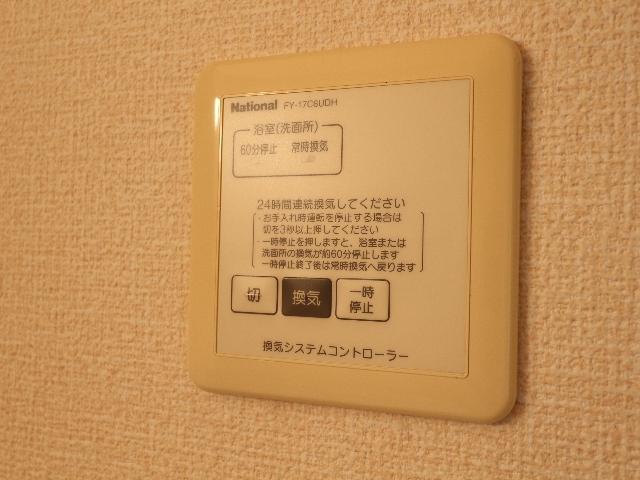 National FY-17C6UDH
浴室(洗面所)
60分停止 常時換気
24時間連続換気してください
・お手入れ時運転を停止する場合は
切を3秒以上押してください
・一時停止を押しますと、浴室または
洗面所の換気が約60分停止します
一時停止終了後は常時換気へ戻ります
切 換気 一時
停止
換気システムコントローラー